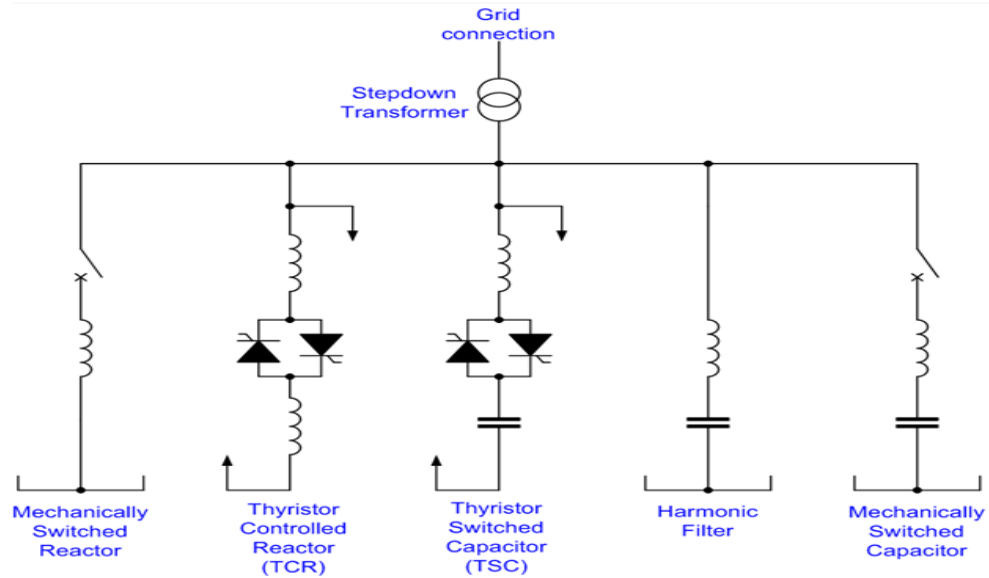 Grid
connection
Stepdown
Transformer
Mechanically
Switched
Reactor
Thyristor
Controlled
Reactor
(TCR)
Thyristor
Switched
Capacitor
(TSC)
Harmonic
Filter
Mechanically
Switched
Capacitor